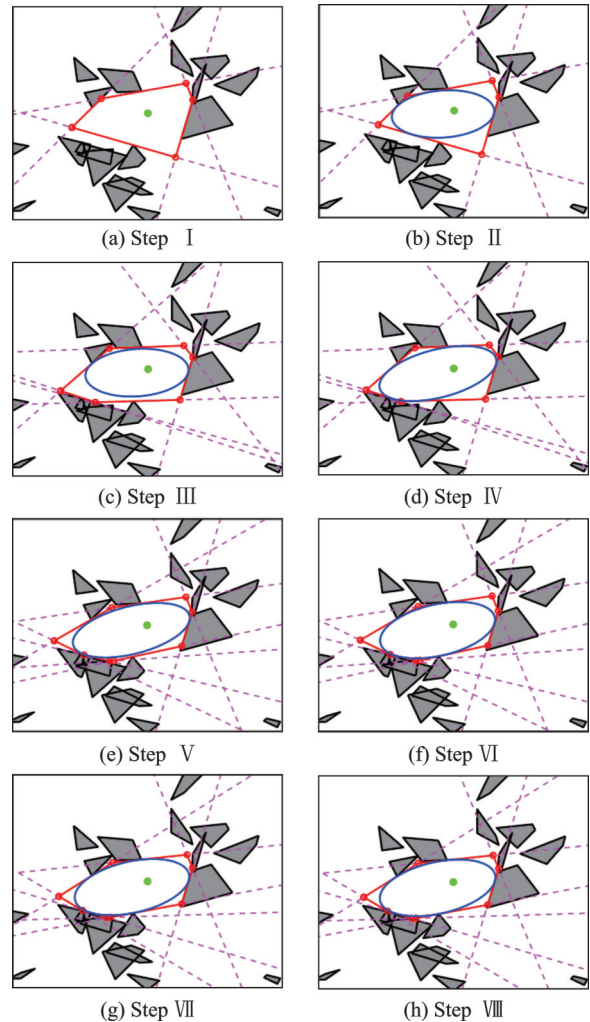 (a) Step Ⅰ
(b) Step Ⅱ
(c) Step Ⅲ
(d) Step Ⅳ
(e) Step Ⅴ
(f) Step Ⅵ
(g) Step Ⅶ
(h) Step Ⅷ